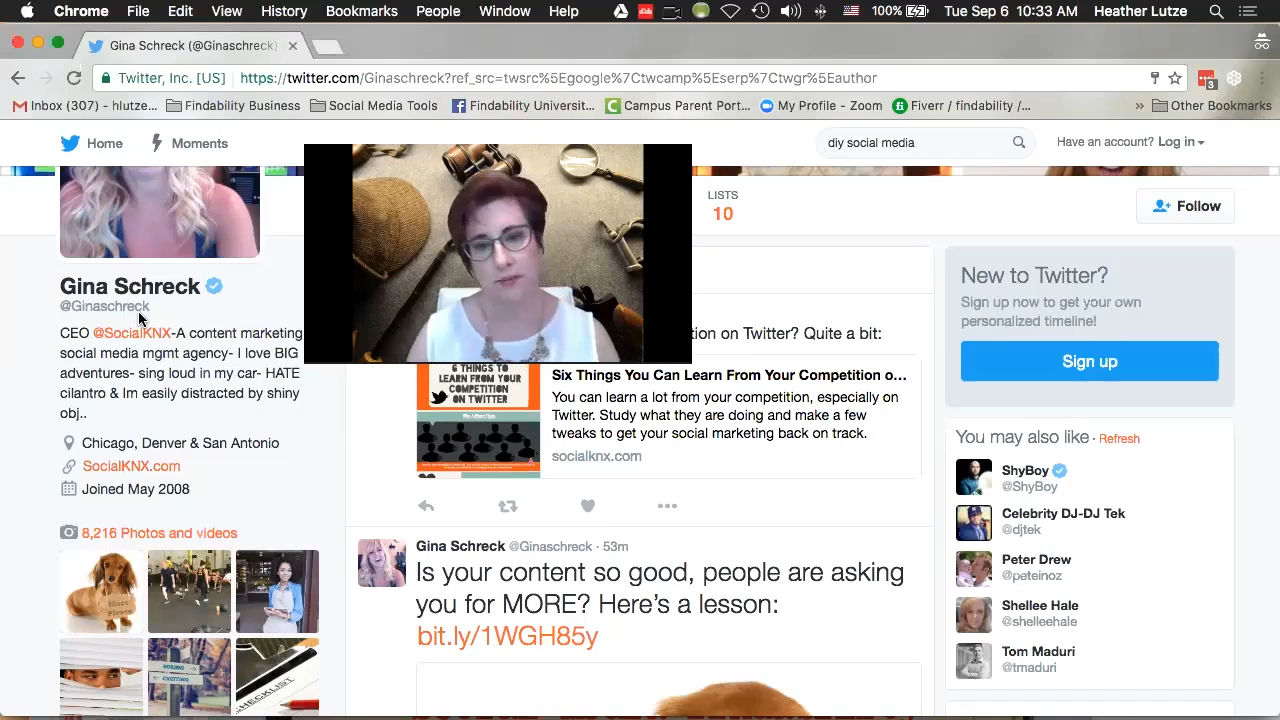 Chrome File Edit View History Bookmarks People Window Help 100% Tue Sep 6 10:33 AM Heather Lutze
Gina Schreck (@Ginaschreck)
Twitter, Inc. [US] https://twitter.com/Ginaschreck?ref_src=twsrc%5Egoogle%7Ctwcamp%5Eserp%7Ctwgr%5Eauthor
3
Inbox (307) - hlutze... Findability Business Social Media Tools Findability Universit... Campus Parent Port... My Profile - Zoom Fiverr / findability /... » Other Bookmarks
Home Moments diy social media Have an account? Log in
LISTS
10
Follow
Gina Schreck
@Ginaschreck
CEO @SocialKNX-A content marketing
social media mgmt agency- I love BIG
adventures- sing loud in my car- HATE
cilantro & Im easily distracted by shiny
obj..
Chicago, Denver & San Antonio
SocialKNX.com
Joined May 2008
8,216 Photos and videos
CHECKLIST
tion on Twitter? Quite a bit:
6 THINGS TO
LEARN FROM YOUR
COMPETITION
ON TWITTER
Six Things You Can Learn From Your Competition o...
You can learn a lot from your competition, especially on
Twitter. Study what they are doing and make a few
tweaks to get your social marketing back on track.
socialknx.com
Gina Schreck @Ginaschreck · 53m
Is your content so good, people are asking
you for MORE? Here's a lesson:
bit.ly/1WGH85y
New to Twitter?
Sign up now to get your own
personalized timeline!
Sign up
You may also like · Refresh
ShyBoy
@ShyBoy
Celebrity DJ-DJ Tek
@djtek
Peter Drew
@peteinoz
Shellee Hale
@shelleehale
Tom Maduri
@tmaduri